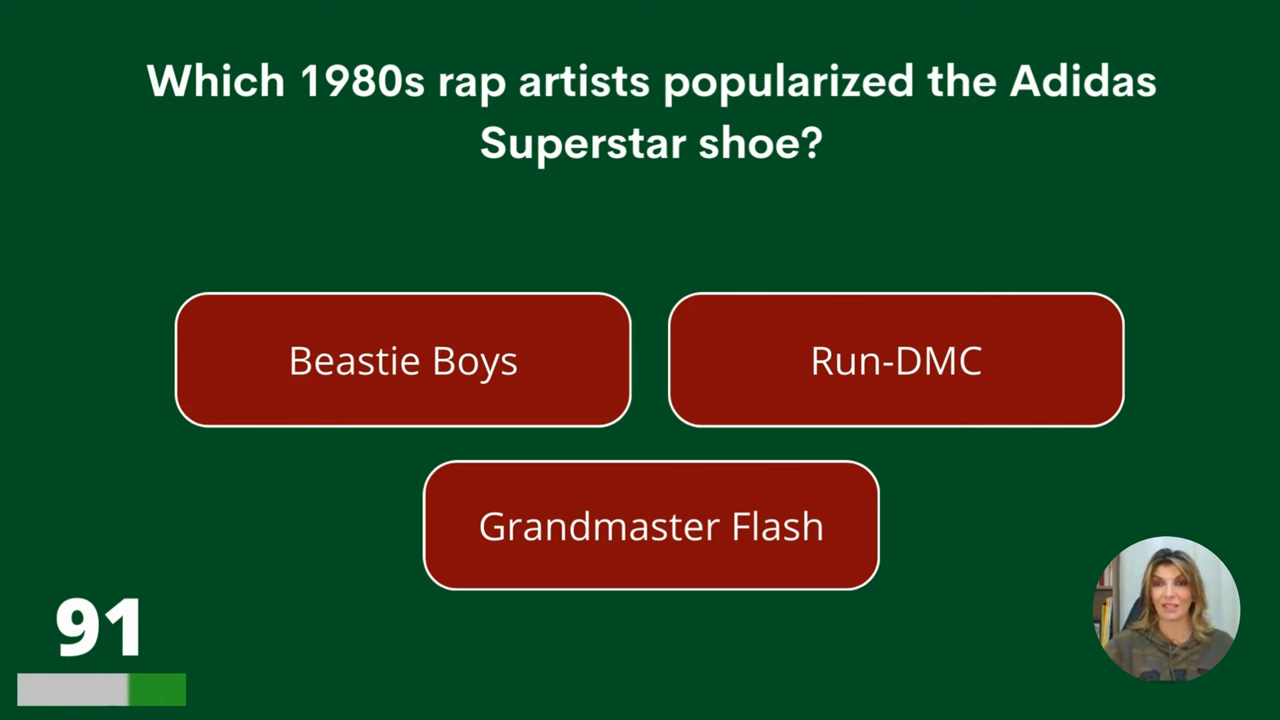 Which 1980s rap artists popularized the Adidas
Superstar shoe?
Beastie Boys
Run-DMC
Grandmaster Flash
91